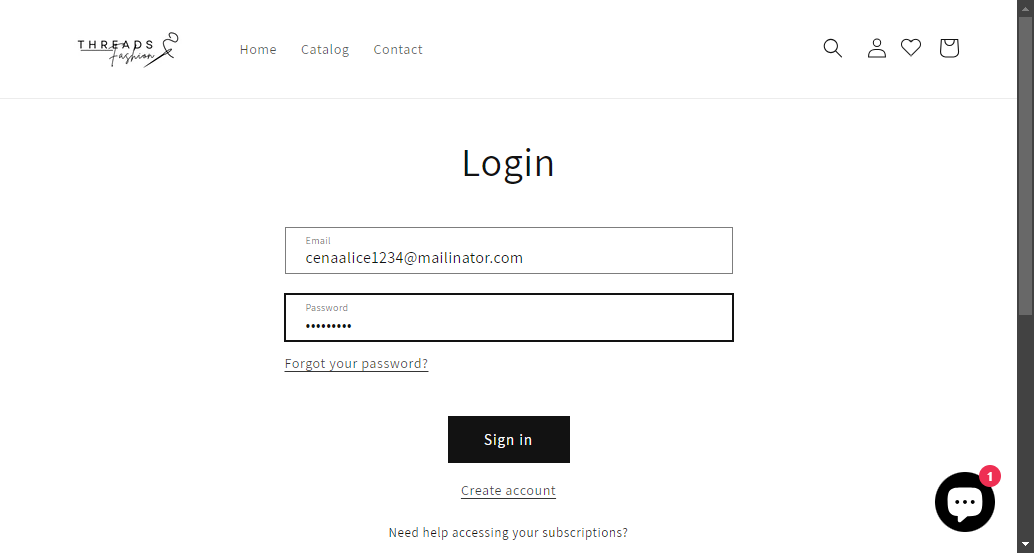 THREADS
Fashion
Home Catalog Contact
Login
Email
cenaalice1234@mailinator.com
Password
•••••••••
Forgot your password?
Sign in
Create account
1
Need help accessing your subscriptions?